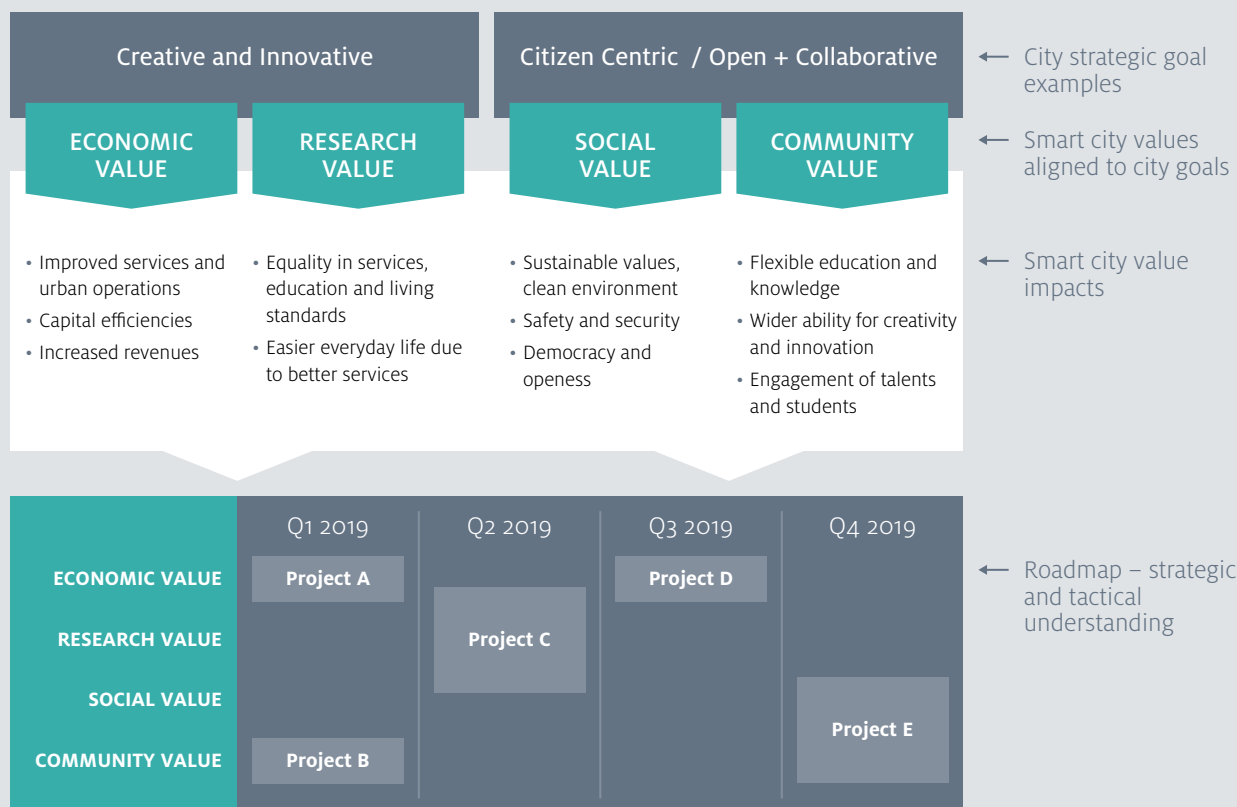 Creative and Innovative
Citizen Centric / Open + Collaborative
← City strategic goal
examples
ECONOMIC
VALUE
RESEARCH
VALUE
SOCIAL
VALUE
COMMUNITY
VALUE
← Smart city values
aligned to city goals
• Improved services and
urban operations
• Capital efficiencies
• Increased revenues
• Equality in services,
education and living
standards
• Easier everyday life due
to better services
• Sustainable values,
clean environment
• Safety and security
• Democracy and
openess
• Flexible education and
knowledge
• Wider ability for creativity
and innovation
• Engagement of talents
and students
← Smart city value
impacts
Q1 2019
Q2 2019
Q3 2019
Q4 2019
ECONOMIC VALUE
Project A
Project D
RESEARCH VALUE
Project C
SOCIAL VALUE
Project E
COMMUNITY VALUE
Project B
← Roadmap – strategic
and tactical
understanding